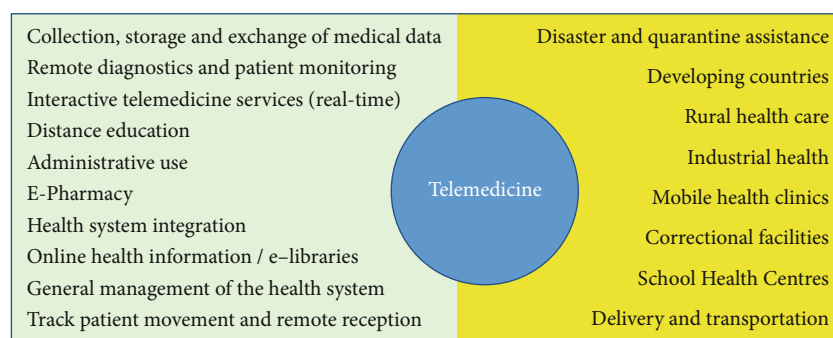 Collection, storage and exchange of medical data
Remote diagnostics and patient monitoring
Interactive telemedicine services (real-time)
Distance education
Administrative use
E-Pharmacy
Health system integration
Online health information / e–libraries
General management of the health system
Track patient movement and remote reception
Telemedicine
Disaster and quarantine assistance
Developing countries
Rural health care
Industrial health
Mobile health clinics
Correctional facilities
School Health Centres
Delivery and transportation